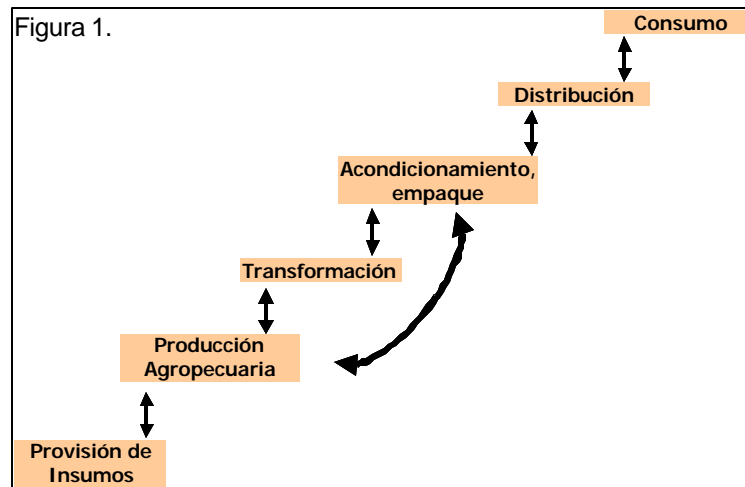 Figura 1.
Consumo
Distribución
Acondicionamiento,
empaque
Transformación
Producción
Agropecuaria
Provisión de
Insumos